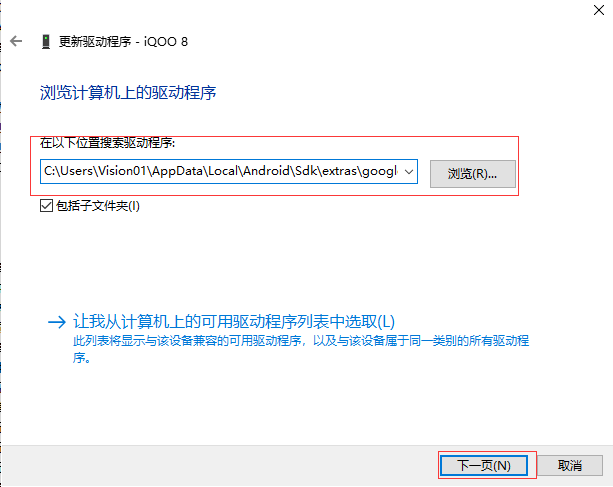 更新驱动程序 - iQOO 8
浏览计算机上的驱动程序
在以下位置搜索驱动程序:
C:\Users\Vision01\AppData\Local\Android\Sdk\extras\googl
浏览(R)...
包括子文件夹(I)
让我从计算机上的可用驱动程序列表中选取(L)
此列表将显示与该设备兼容的可用驱动程序，以及与该设备属于同一类别的所有驱动程
序。
下一页(N)
取消